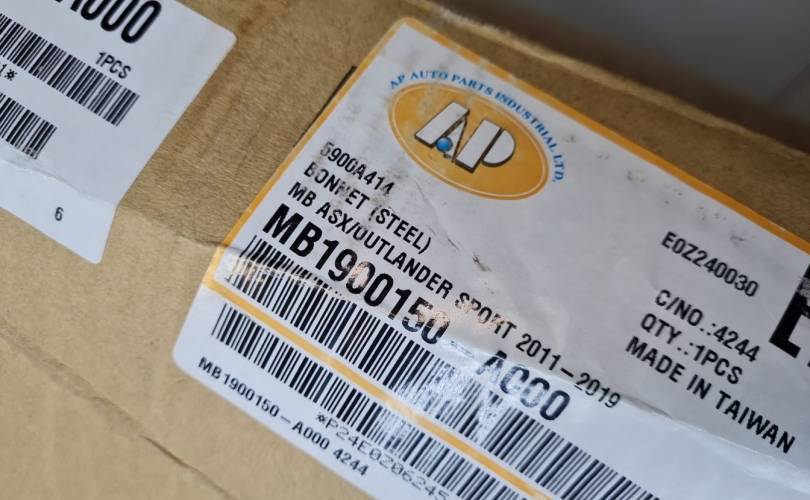 A000
1PCS
6
AP AUTO PARTS INDUSTRIAL LTD.
AP
5900A414
BONNET (STEEL)
MB ASX/OUTLANDER SPORT 2011-2019
MB1900150-A000
E0Z240030
C/NO.:4244
QTY.:1PCS
MADE IN TAIWAN
MB1900150-A000 4244